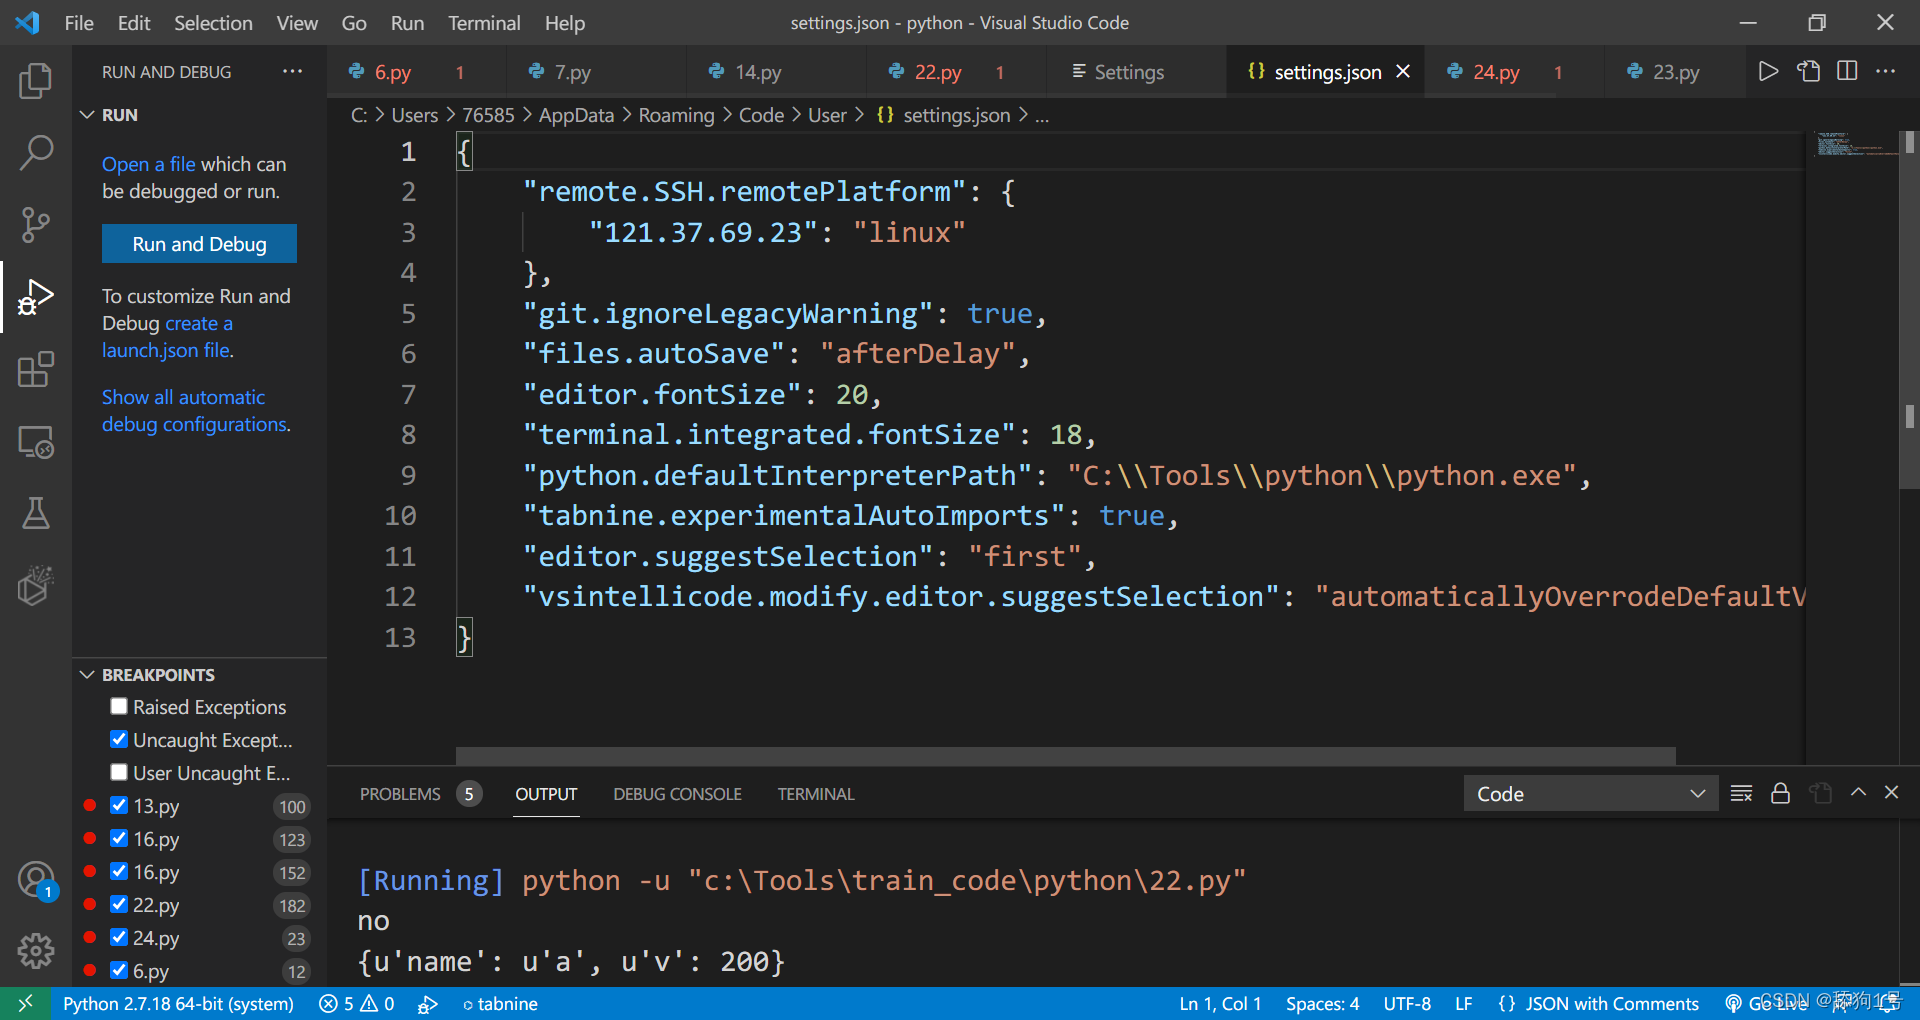 File Edit Selection View Go Run Terminal Help
settings.json - python - Visual Studio Code
RUN AND DEBUG
6.py 1 7.py 14.py 22.py 1 Settings settings.json 24.py 1 23.py
RUN
C: > Users > 76585 > AppData > Roaming > Code > User > {} settings.json > ...
Open a file which can
be debugged or run.
Run and Debug
To customize Run and
Debug create a
launch.json file.
Show all automatic
debug configurations.
1 {
2 "remote.SSH.remotePlatform": {
3 "121.37.69.23": "linux"
4 },
5 "git.ignoreLegacyWarning": true,
6 "files.autoSave": "afterDelay",
7 "editor.fontSize": 20,
8 "terminal.integrated.fontSize": 18,
9 "python.defaultInterpreterPath": "C:\\Tools\\python\\python.exe",
10 "tabnine.experimentalAutoImports": true,
11 "editor.suggestSelection": "first",
12 "vsintellicode.modify.editor.suggestSelection": "automaticallyOverrodeDefaultV
13 }
BREAKPOINTS
Raised Exceptions
Uncaught Except...
User Uncaught E...
13.py 100
16.py 123
16.py 152
22.py 182
24.py 23
6.py 12
PROBLEMS 5 OUTPUT DEBUG CONSOLE TERMINAL
Code
[Running] python -u "c:\Tools\train_code\python\22.py"
no
{u'name': u'a', u'v': 200}
1
Python 2.7.18 64-bit (system) 5 0 tabnine
Ln 1, Col 1 Spaces: 4 UTF-8 LF {} JSON with Comments Go Live
CSDN @舔狗1号